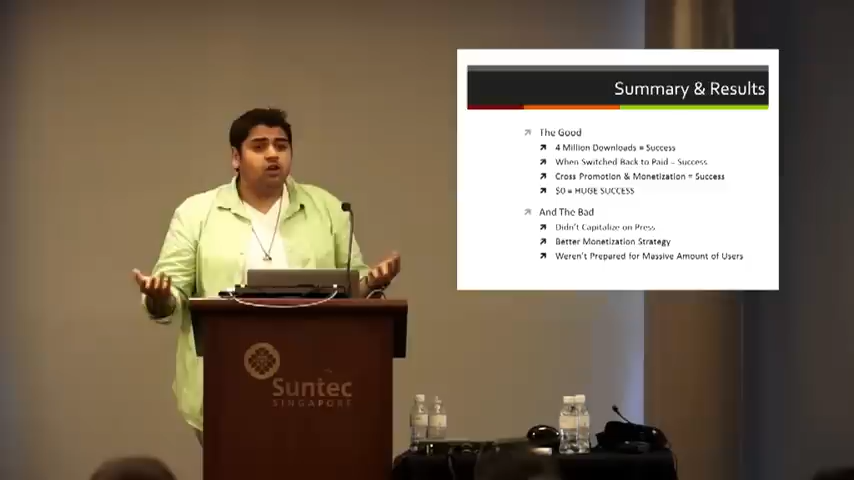 Summary & Results
The Good
4 Million Downloads = Success
When Switched Back to Paid – Success
Cross Promotion & Monetization = Success
$0 = HUGE SUCCESS
And The Bad
Didn't Capitalize on Press
Better Monetization Strategy
Weren't Prepared for Massive Amount of Users
Suntec
SINGAPORE